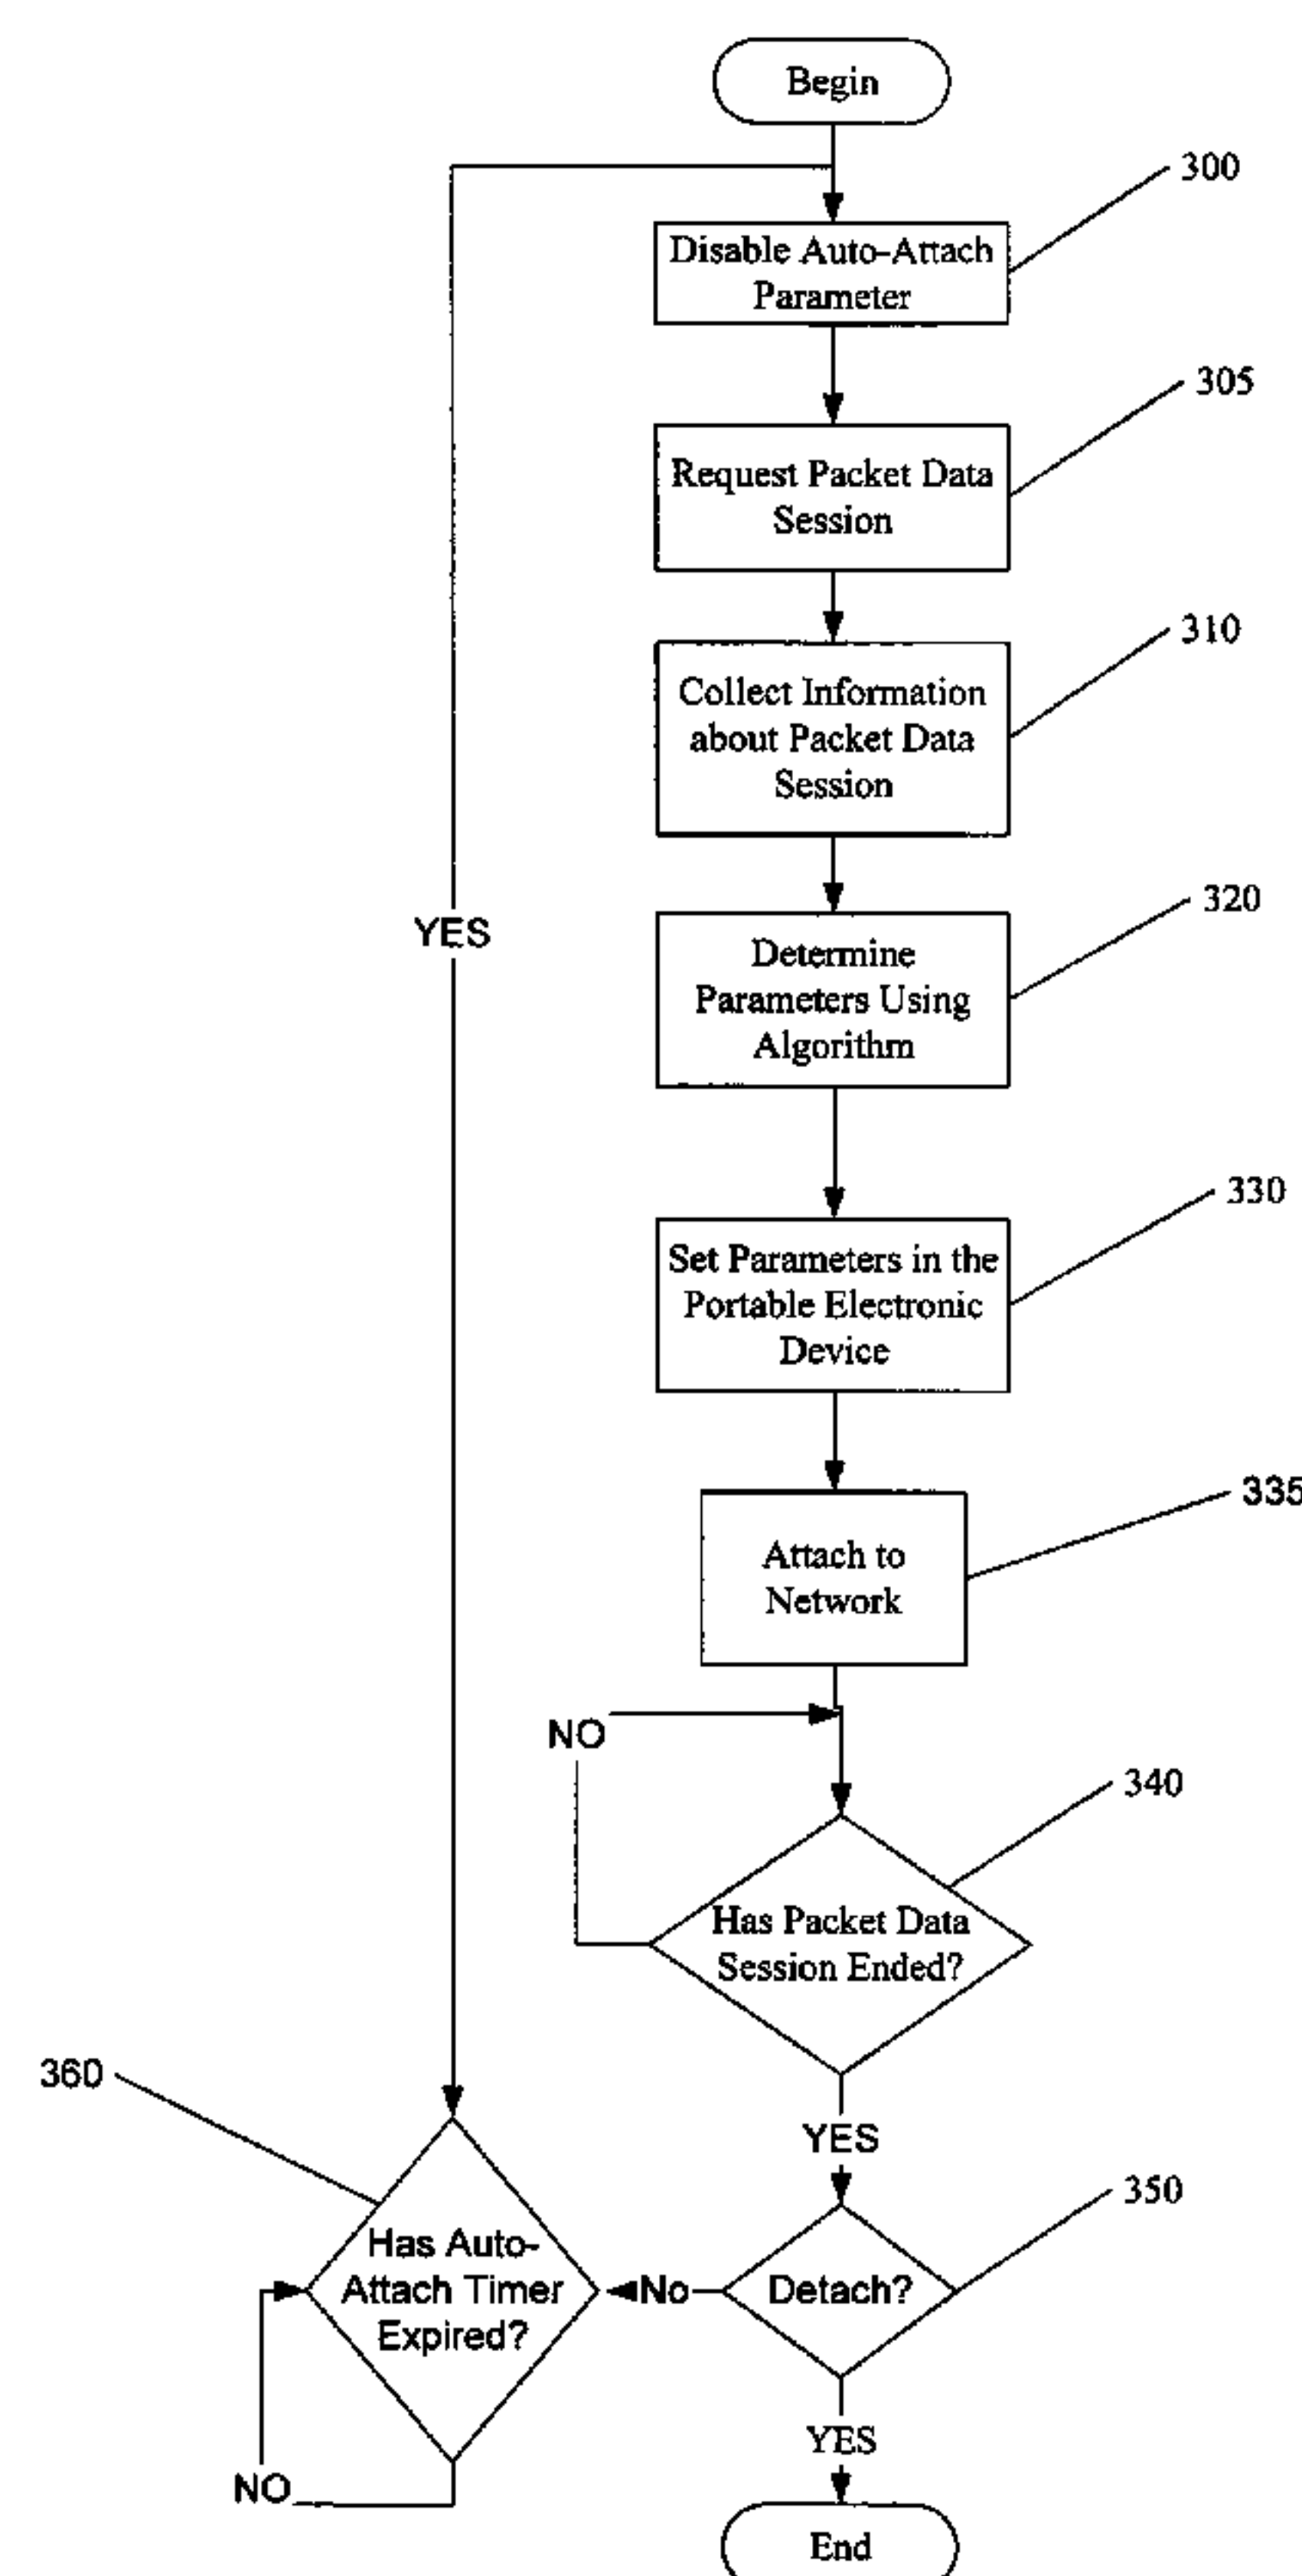 Begin
300
Disable Auto-Attach
Parameter
305
Request Packet Data
Session
310
Collect Information
about Packet Data
Session
320
YES
Determine
Parameters Using
Algorithm
330
Set Parameters in the
Portable Electronic
Device
335
Attach to
Network
NO
340
Has Packet Data
Session Ended?
360
YES
350
Has Auto-
Attach Timer
Expired?
No
Detach?
YES
NO
End